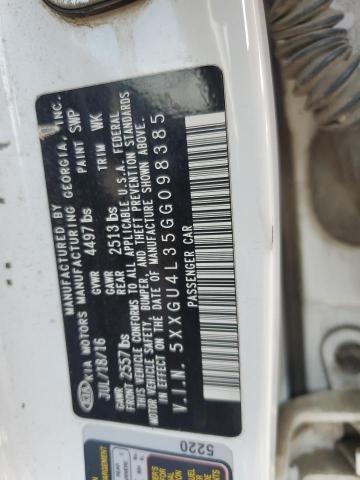 MANUFACTURED BY
KIA KIA MOTORS MANUFACTURING GEORGIA, INC.
JUL/18/16 GVWR 4497 lbs PAINT SWP
GAWR FRONT 2557 lbs GAWR REAR 2513 lbs TRIM WK
THIS VEHICLE CONFORMS TO ALL APPLICABLE U.S.A. FEDERAL
MOTOR VEHICLE SAFETY, BUMPER, AND THEFT PREVENTION STANDARDS
IN EFFECT ON THE DATE OF MANUFACTURE SHOWN ABOVE.
V.I.N. 5XXGU4L35GG098385
PASSENGER CAR
5220